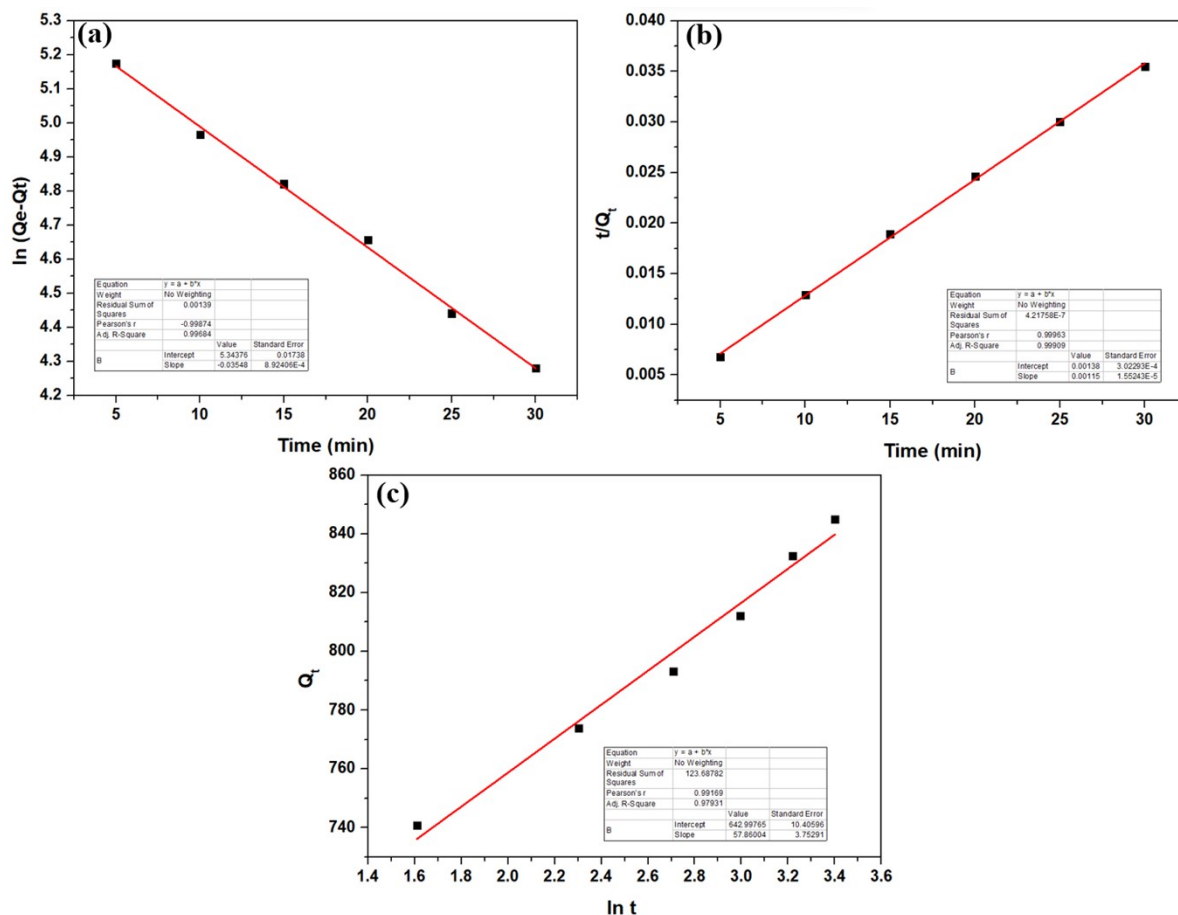 (a)
5.3
5.2
5.1
5.0
4.9
4.8
4.7
4.6
4.5
4.4
4.3
4.2
ln (Qe-Qt)
5 10 15 20 25 30
Time (min)
Equation y = a + b*x
Weight No Weighting
Residual Sum of Squares 0.00139
Pearson's r -0.99874
Adj. R-Square 0.99684
Value Standard Error
B Intercept 5.34376 0.01738
Slope -0.03548 8.92406E-4
(b)
0.040
0.035
0.030
0.025
0.020
0.015
0.010
0.005
t/Qt
5 10 15 20 25 30
Time (min)
Equation y = a + b*x
Weight No Weighting
Residual Sum of Squares 4.21758E-7
Pearson's r 0.99963
Adj. R-Square 0.99909
Value Standard Error
B Intercept 0.00138 3.02293E-4
Slope 0.00115 1.55243E-5
(c)
860
840
820
800
780
760
740
Qt
1.4 1.6 1.8 2.0 2.2 2.4 2.6 2.8 3.0 3.2 3.4 3.6
ln t
Equation y = a + b*x
Weight No Weighting
Residual Sum of Squares 123.68782
Pearson's r 0.99169
Adj. R-Square 0.97931
Value Standard Error
B Intercept 642.99765 10.40596
Slope 57.86004 3.75291